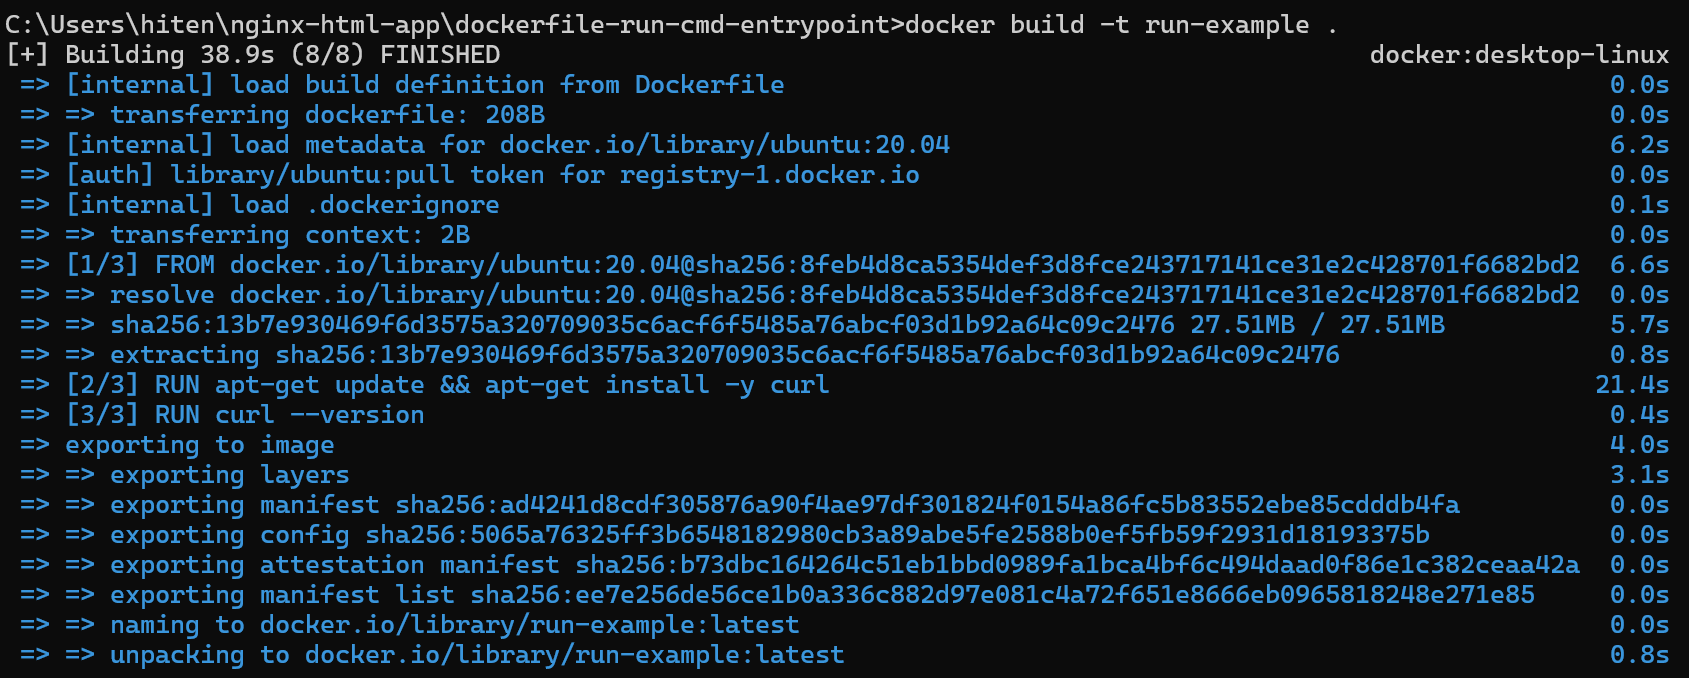 C:\Users\hiten\nginx-html-app\dockerfile-run-cmd-entrypoint>docker build -t run-example .
[+] Building 38.9s (8/8) FINISHED docker:desktop-linux
=> [internal] load build definition from Dockerfile 0.0s
=> => transferring dockerfile: 208B 0.0s
=> [internal] load metadata for docker.io/library/ubuntu:20.04 6.2s
=> [auth] library/ubuntu:pull token for registry-1.docker.io 0.0s
=> [internal] load .dockerignore 0.1s
=> => transferring context: 2B 0.0s
=> [1/3] FROM docker.io/library/ubuntu:20.04@sha256:8feb4d8ca5354def3d8fce243717141ce31e2c428701f6682bd2 6.6s
=> => resolve docker.io/library/ubuntu:20.04@sha256:8feb4d8ca5354def3d8fce243717141ce31e2c428701f6682bd2 0.0s
=> => sha256:13b7e930469f6d3575a320709035c6acf6f5485a76abcf03d1b92a64c09c2476 27.51MB / 27.51MB 5.7s
=> => extracting sha256:13b7e930469f6d3575a320709035c6acf6f5485a76abcf03d1b92a64c09c2476 0.8s
=> [2/3] RUN apt-get update && apt-get install -y curl 21.4s
=> [3/3] RUN curl --version 0.4s
=> exporting to image 4.0s
=> => exporting layers 3.1s
=> => exporting manifest sha256:ad4241d8cdf305876a90f4ae97df301824f0154a86fc5b83552ebe85cdddb4fa 0.0s
=> => exporting config sha256:5065a76325ff3b6548182980cb3a89abe5fe2588b0ef5fb59f2931d18193375b 0.0s
=> => exporting attestation manifest sha256:b73dbc164264c51eb1bbd0989fa1bca4bf6c494daad0f86e1c382ceaa42a 0.0s
=> => exporting manifest list sha256:ee7e256de56ce1b0a336c882d97e081c4a72f651e8666eb0965818248e271e85 0.0s
=> => naming to docker.io/library/run-example:latest 0.0s
=> => unpacking to docker.io/library/run-example:latest 0.8s